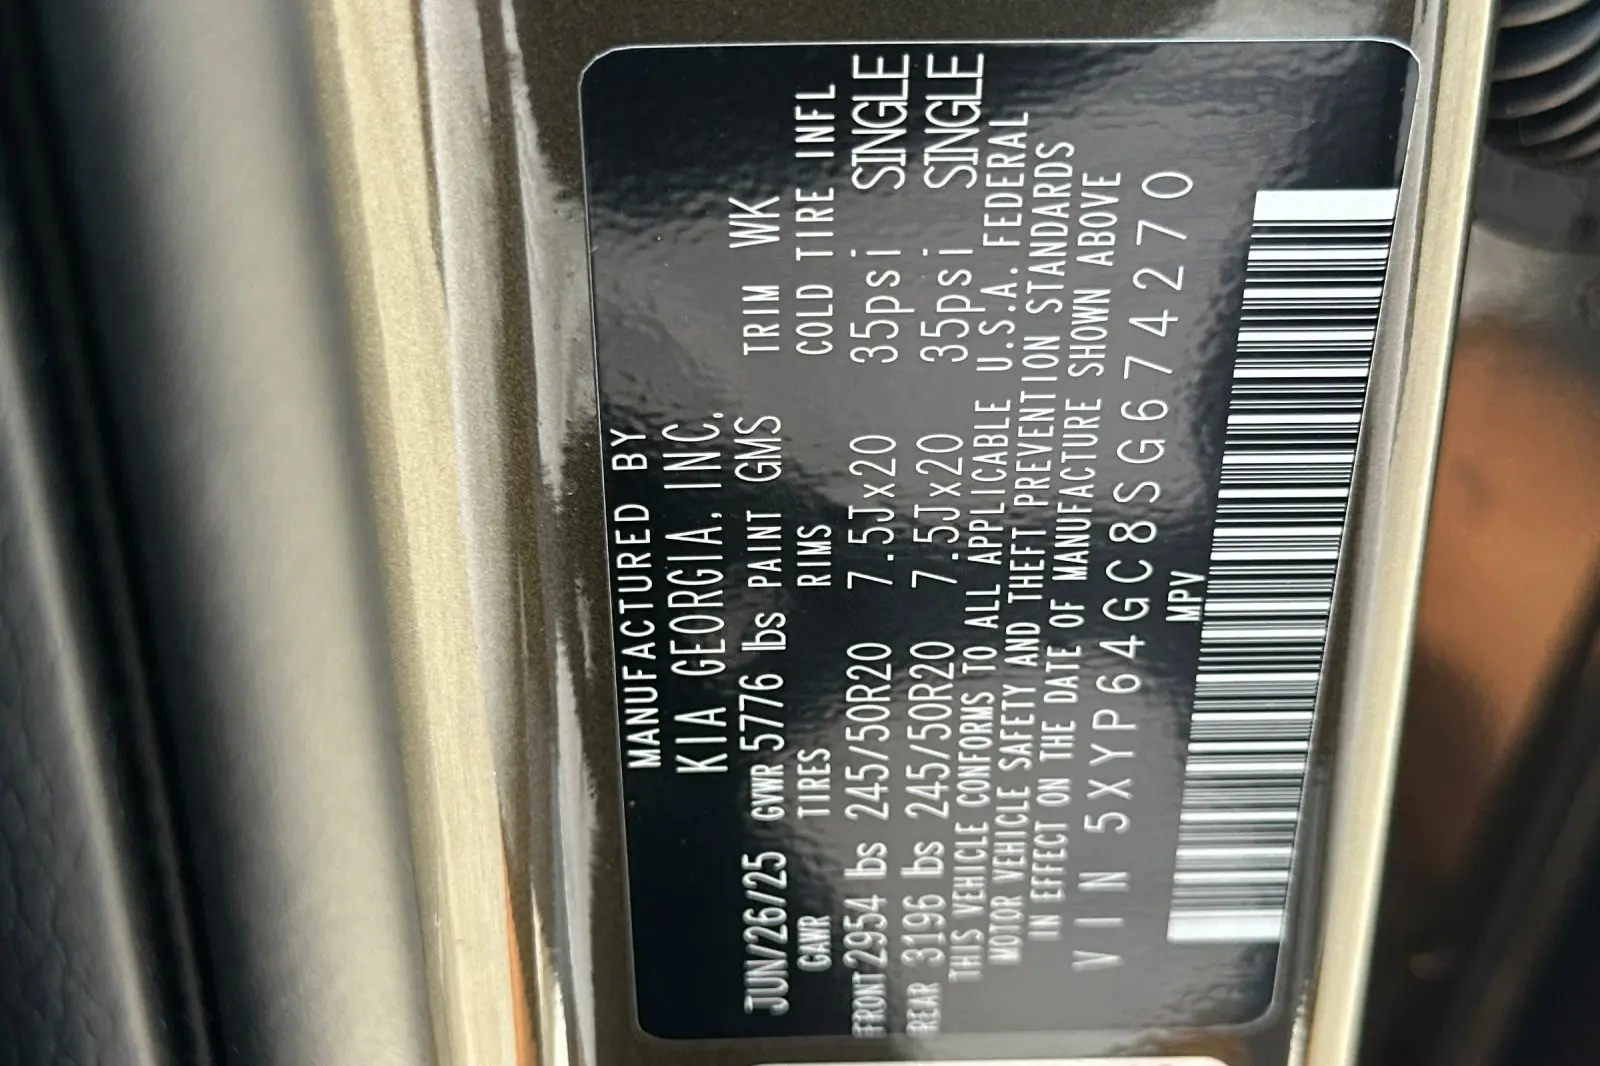 MANUFACTURED BY
KIA GEORGIA, INC.
JUN/26/25 GVWR 5776 lbs PAINT GMS TRIM WK
GAWR TIRES RIMS COLD TIRE INFL
FRONT 2954 lbs 245/50R20 7.5Jx20 35psi SINGLE
REAR 3196 lbs 245/50R20 7.5Jx20 35psi SINGLE
THIS VEHICLE CONFORMS TO ALL APPLICABLE U.S.A. FEDERAL
MOTOR VEHICLE SAFETY AND THEFT PREVENTION STANDARDS
IN EFFECT ON THE DATE OF MANUFACTURE SHOWN ABOVE
VIN 5XYP64GC8SG674270
MPV